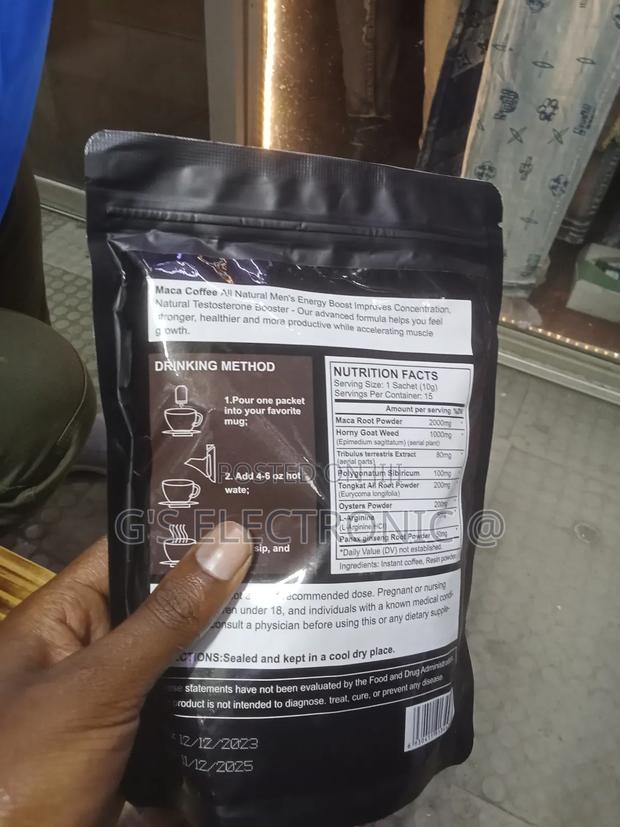 Maca Coffee All Natural Men's Energy Boost Improves Concentration,
Natural Testosterone Booster - Our advanced formula helps you feel
stronger, healthier and more productive while accelerating muscle
growth.
DRINKING METHOD
1.Pour one packet
into your favorite
mug;
2. Add 4-6 oz hot
wate;
sip, and
NUTRITION FACTS
Serving Size: 1 Sachet (10g)
Servings Per Container: 15
Amount per serving %DV
Maca Root Powder 2000mg
Horny Goat Weed 1000mg
(Epimedium sagittatum) (aerial plant)
Tribulus terrestris Extract 80mg
(aerial parts)
Polygonatum Sibiricum 100mg
Tongkat Ali Root Powder 200mg
(Eurycoma longifolia)
Oysters Powder
L-Arginine
Panax ginseng Root Powder
*Daily Value (DV) not established.
Ingredients: Instant coffee, Resin powder
recommended dose. Pregnant or nursing
under 18, and individuals with a known medical condi-
consult a physician before using this or any dietary supple-
Sealed and kept in a cool dry place.
statements have not been evaluated by the Food and Drug Administration.
product is not intended to diagnose, treat, cure, or prevent any disease.
12/12/2023
/12/2025
POSTED ON
G'S ELECTRONIC @